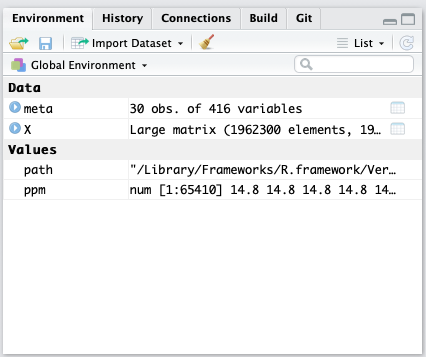 Environment History Connections Build Git
Import Dataset List
Global Environment
Data
meta 30 obs. of 416 variables
X Large matrix (1962300 elements, 19…
Values
path "/Library/Frameworks/R.framework/Ver…
ppm num [1:65410] 14.8 14.8 14.8 14.8 14…